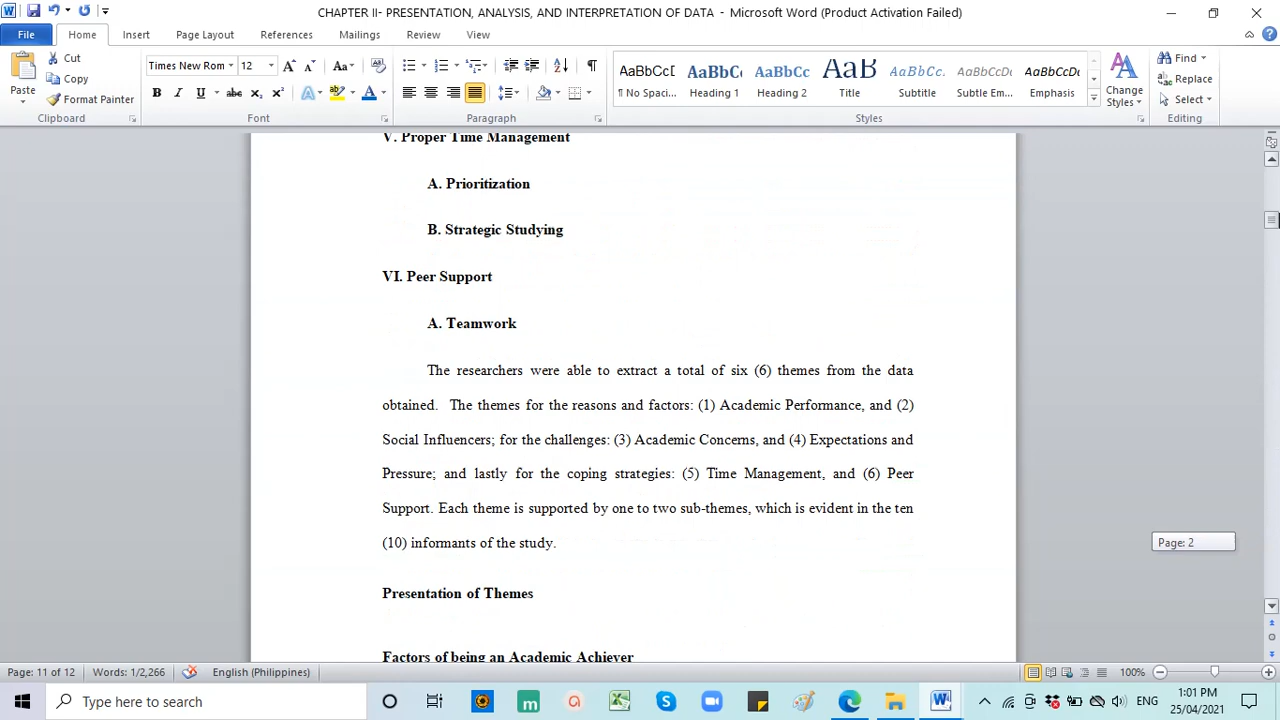 CHAPTER II- PRESENTATION, ANALYSIS, AND INTERPRETATION OF DATA - Microsoft Word (Product Activation Failed)
File Home Insert Page Layout References Mailings Review View
Paste
Cut
Copy
Format Painter
Clipboard
Times New Rom 12
Font
Paragraph
AaBbCcD AaBbC AaBbCc AaB AaBbCc. AaBbCcDc AaBbCcDc
¶ No Spaci... Heading 1 Heading 2 Title Subtitle Subtle Em... Emphasis
Styles
Change
Styles
Find
Replace
Select
Editing
V. Proper Time Management
A. Prioritization
B. Strategic Studying
VI. Peer Support
A. Teamwork
The researchers were able to extract a total of six (6) themes from the data
obtained. The themes for the reasons and factors: (1) Academic Performance, and (2)
Social Influencers; for the challenges: (3) Academic Concerns, and (4) Expectations and
Pressure; and lastly for the coping strategies: (5) Time Management, and (6) Peer
Support. Each theme is supported by one to two sub-themes, which is evident in the ten
(10) informants of the study.
Presentation of Themes
Factors of being an Academic Achiever
Page: 2
Page: 11 of 12 Words: 1/2,266 English (Philippines) 100%
Type here to search
ENG
1:01 PM
25/04/2021